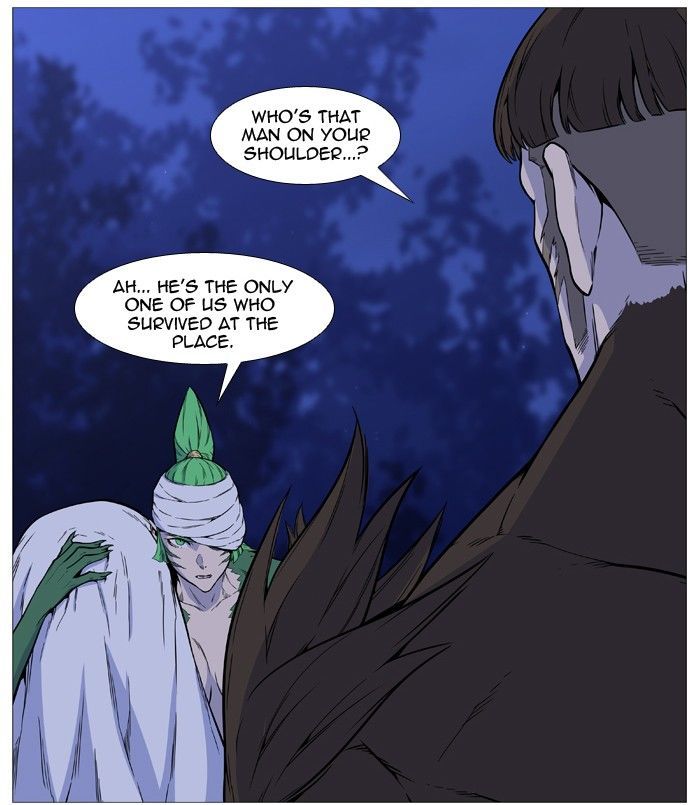 WHO'S THAT
MAN ON YOUR
SHOULDER...?
AH... HE'S THE ONLY
ONE OF US WHO
SURVIVED AT THE
PLACE.